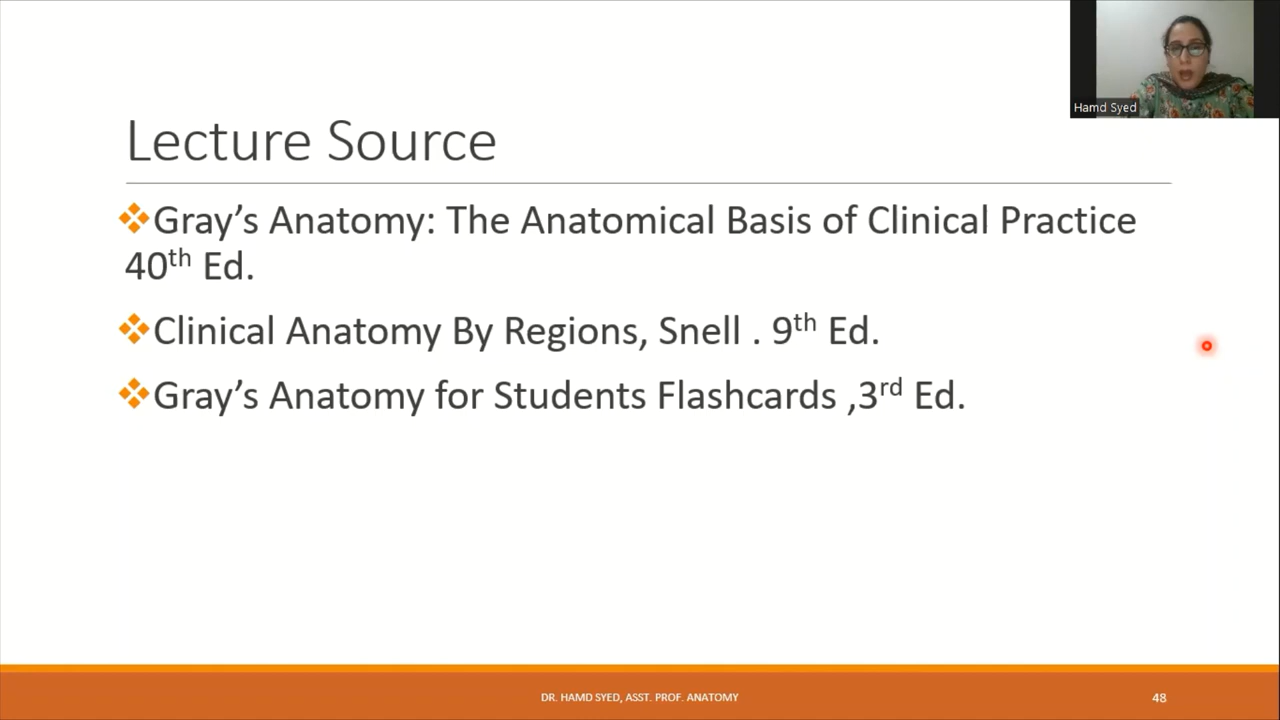 Hamd Syed
Lecture Source
❖Gray’s Anatomy: The Anatomical Basis of Clinical Practice
40th Ed.
❖Clinical Anatomy By Regions, Snell . 9th Ed.
❖Gray’s Anatomy for Students Flashcards ,3rd Ed.
DR. HAMD SYED, ASST. PROF. ANATOMY
48